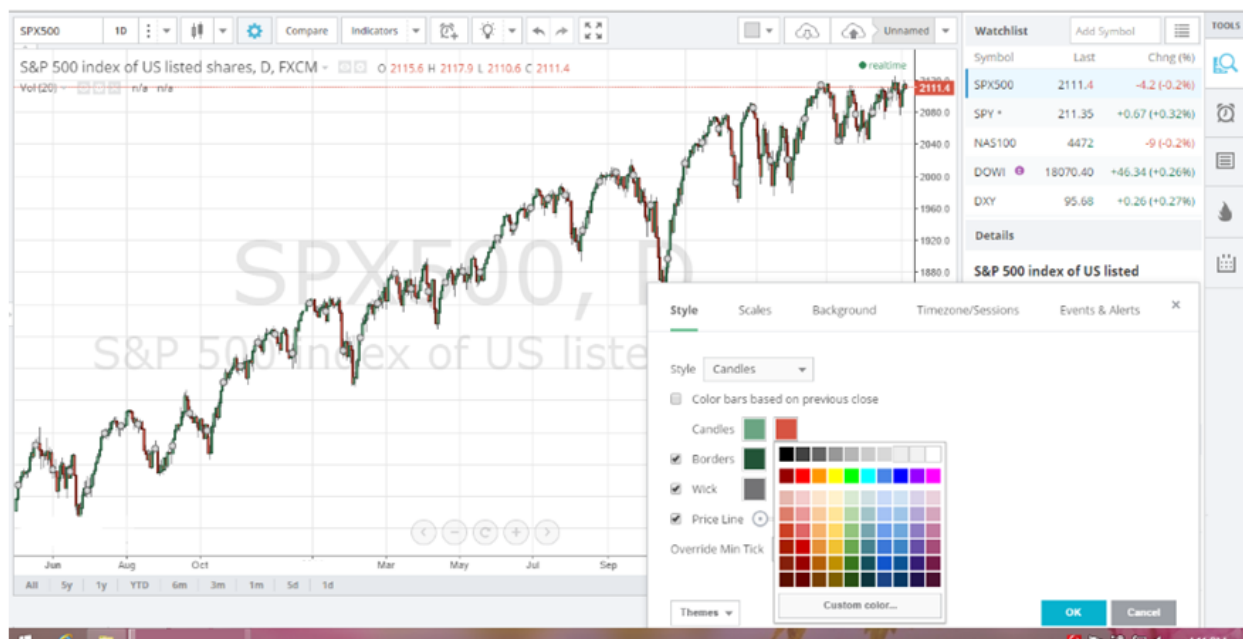 SPX500 1D Compare Indicators Unnamed
S&P 500 index of US listed shares, D, FXCM O 2115.6 H 2117.9 L 2110.6 C 2111.4
realtime
Vol (20) n/a n/a
2111.4
2080.0
2040.0
2000.0
1960.0
1920.0
1880.0
SPX500, D
S&P 500 index of US liste
Jun Aug Oct Mar May Jul Sep
All 5y 1y YTD 6m 3m 1m 5d 1d
Watchlist Add Symbol
Symbol Last Chng (%)
SPX500 2111.4 -4.2 (-0.2%)
SPY * 211.35 +0.67 (+0.32%)
NAS100 4472 -9 (-0.2%)
DOWI 18070.40 +46.34 (+0.26%)
DXY 95.68 +0.26 (+0.27%)
Details
S&P 500 index of US listed
TOOLS
Style Scales Background Timezone/Sessions Events & Alerts
Style Candles
Color bars based on previous close
Candles
Borders
Wick
Price Line
Override Min Tick
Custom color...
Themes OK Cancel